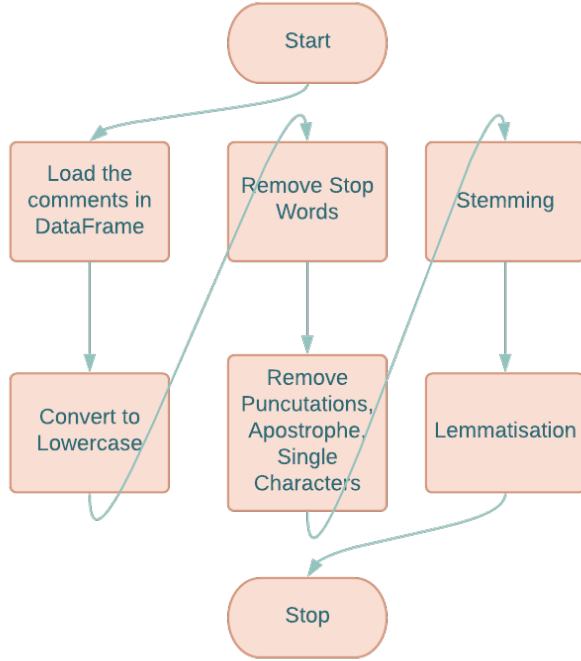 Start
Load the
comments in
DataFrame
Convert to
Lowercase
Remove Stop
Words
Remove
Puncutations,
Apostrophe,
Single
Characters
Stemming
Lemmatisation
Stop